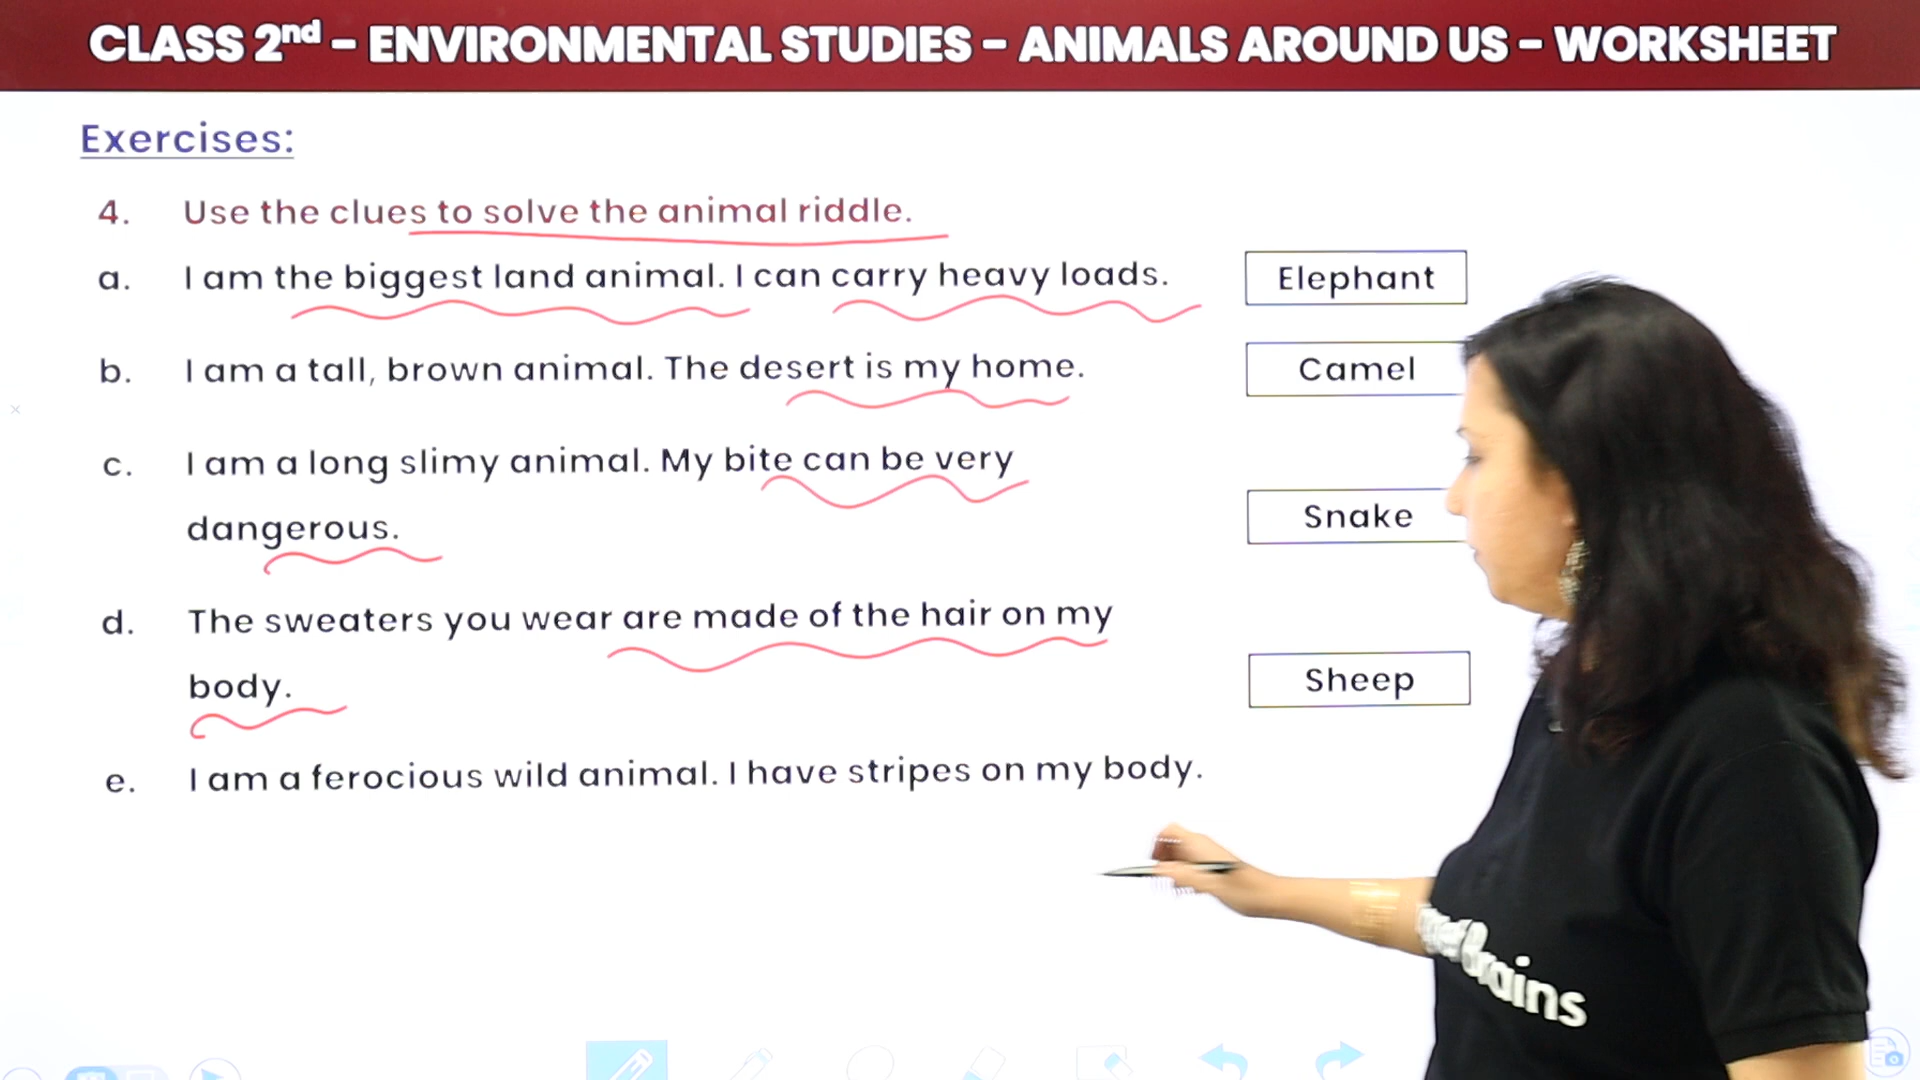 CLASS 2nd – ENVIRONMENTAL STUDIES – ANIMALS AROUND US – WORKSHEET
Exercises:
4. Use the clues to solve the animal riddle.
a. I am the biggest land animal. I can carry heavy loads. Elephant
b. I am a tall, brown animal. The desert is my home. Camel
c. I am a long slimy animal. My bite can be very
dangerous. Snake
d. The sweaters you wear are made of the hair on my
body. Sheep
e. I am a ferocious wild animal. I have stripes on my body.
Brains